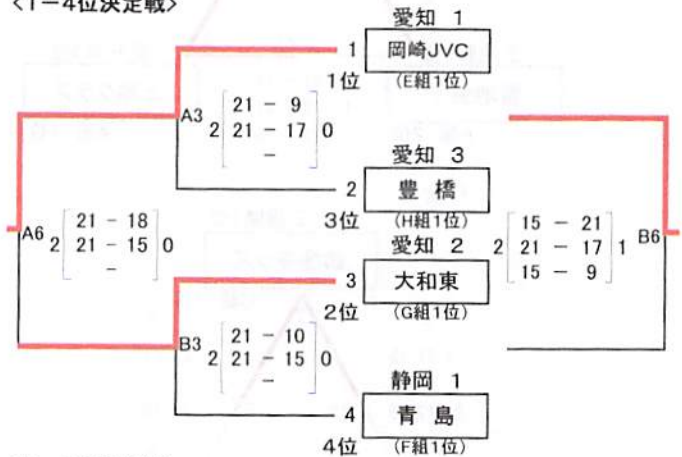 <1－4位決定戦>
愛知 1
1 岡崎JVC
1位 (E組1位)
A3
21 － 9
2 21 － 17 0
－
愛知 3
2 豊橋
3位 (H組1位)
A6
21 － 18
2 21 － 15 0
－
愛知 2
3 大和東
2位 (G組1位)
B3
21 － 10
2 21 － 15 0
－
静岡 1
4 青島
4位 (F組1位)
15 － 21
2 21 － 17 1
15 － 9
B6